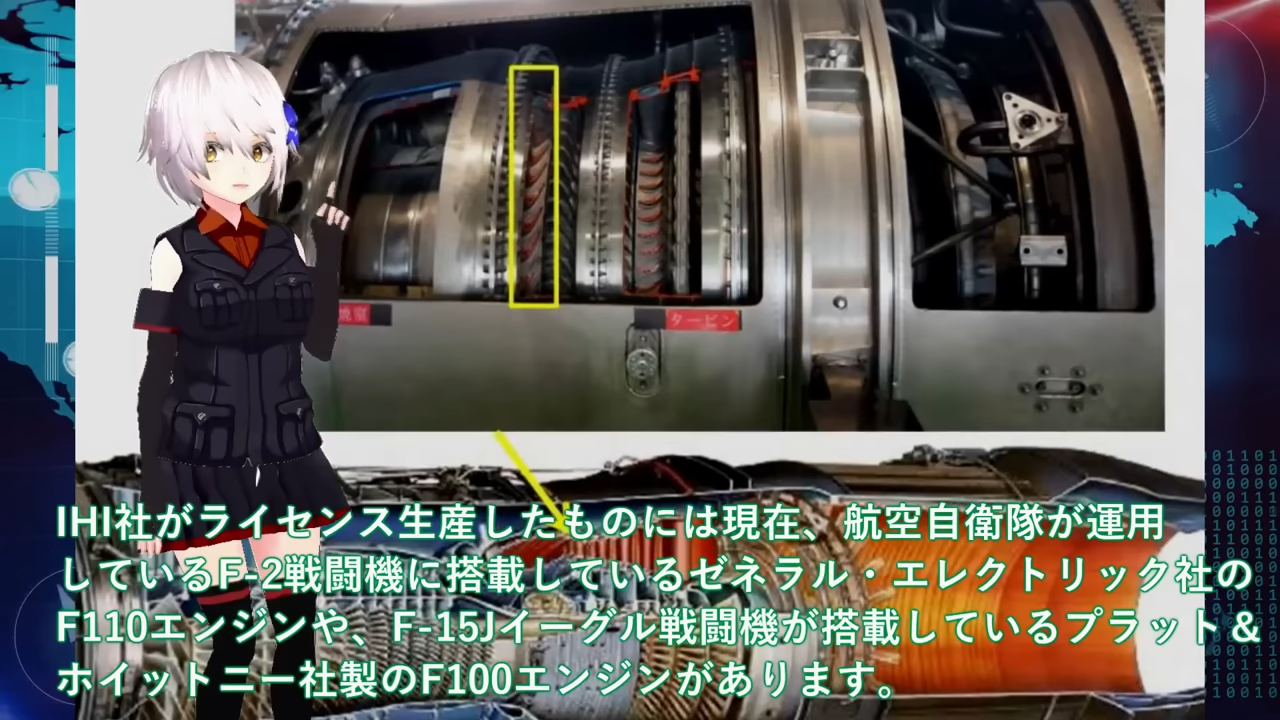 燒室
タービン
IHI社がライセンス生産したものには現在、航空自衛隊が運用
しているF-2戦闘機に搭載しているゼネラル・エレクトリック社の
F110エンジンや、F-15Jイーグル戦闘機が搭載しているプラット&
ホイットニー社製のF100エンジンがあります。